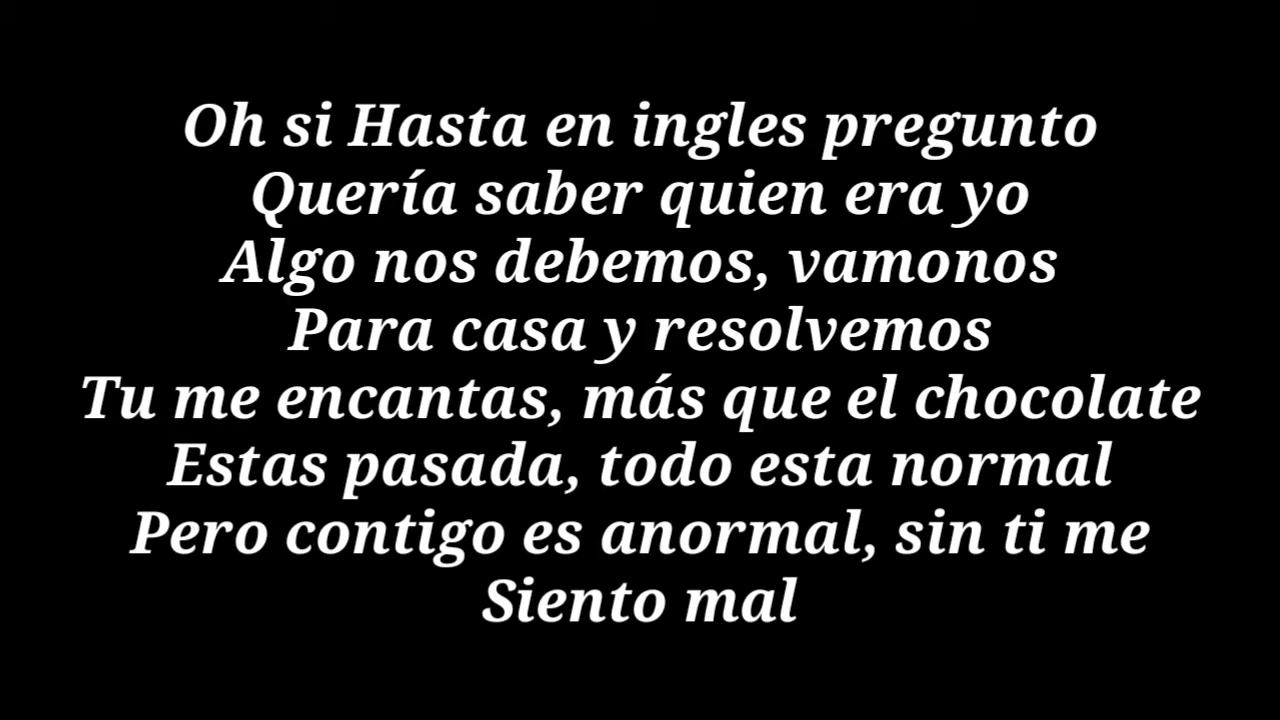 Oh si Hasta en ingles pregunto
Quería saber quien era yo
Algo nos debemos, vamonos
Para casa y resolvemos
Tu me encantas, más que el chocolate
Estas pasada, todo esta normal
Pero contigo es anormal, sin ti me
Siento mal